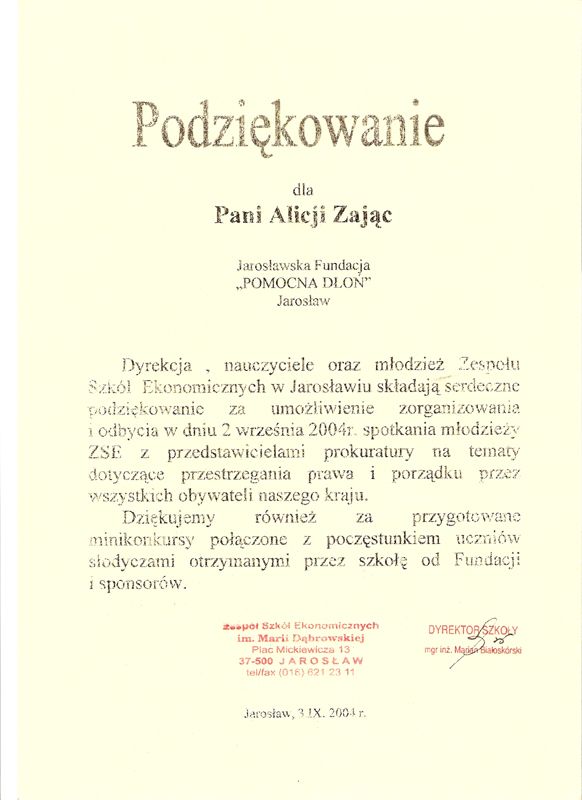 Podziękowanie
dla
Pani Alicji Zając
Jarosławska Fundacja
„POMOCNA DŁOŃ”
Jarosław
Dyrekcja , nauczyciele oraz młodzież Zespołu
Szkół Ekonomicznych w Jarosławiu składają serdeczne
podziękowanie za umożliwienie zorganizowania
i odbycia w dniu 2 września 2004r. spotkania młodzieży
ZSE z przedstawicielami prokuratury na tematy
dotyczące przestrzegania prawa i porządku przez
wszystkich obywateli naszego kraju.
Dziękujemy również za przygotowane
minikonkursy połączone z poczęstunkiem uczniów
słodyczami otrzymanymi przez szkołę od Fundacji
i sponsorów.
Zespół Szkół Ekonomicznych
im. Marii Dąbrowskiej
Plac Mickiewicza 13
37-500 JAROSŁAW
tel/fax (016) 621 23 11
DYREKTOR SZKOŁY
mgr inż. Marian Białoskórski
Jarosław, 3 IX. 2004 r.